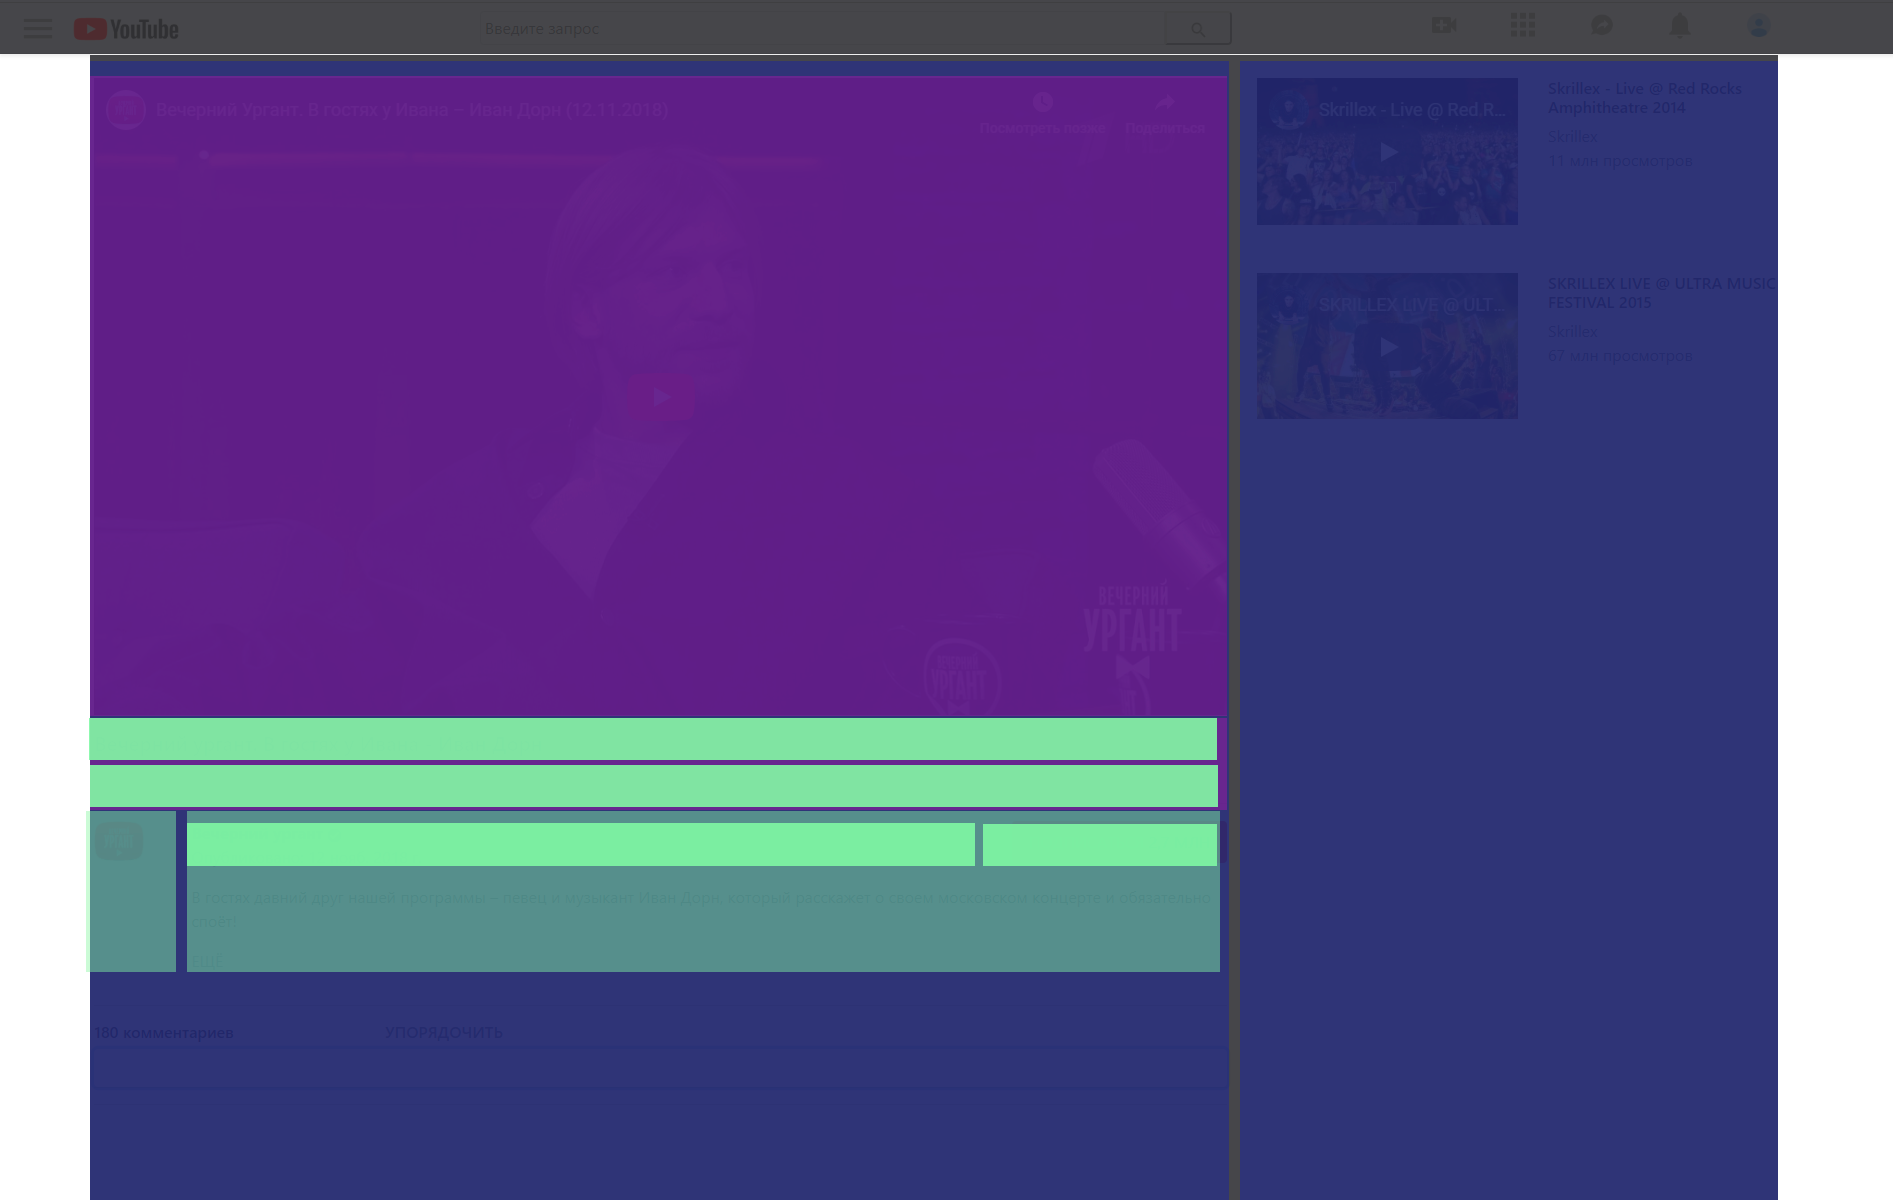 YouTube
Введите запрос
Вечерний Ургант. В гостях у Ивана – Иван Дорн (12.11.2018)
Посмотреть позже
Поделиться
ВЕЧЕРНИЙ
УРГАНТ
УРГАНТ
В гостях давний друг нашей программы – певец и музыкант Иван Дорн, который расскажет о своем московском концерте и обязательно
споёт!
ЕЩЁ
180 комментариев
УПОРЯДОЧИТЬ
Skrillex - Live @ Red R...
Skrillex - Live @ Red Rocks
Amphitheatre 2014
Skrillex
11 млн просмотров
SKRILLEX LIVE @ ULT...
SKRILLEX LIVE @ ULTRA MUSIC
FESTIVAL 2015
Skrillex
67 млн просмотров